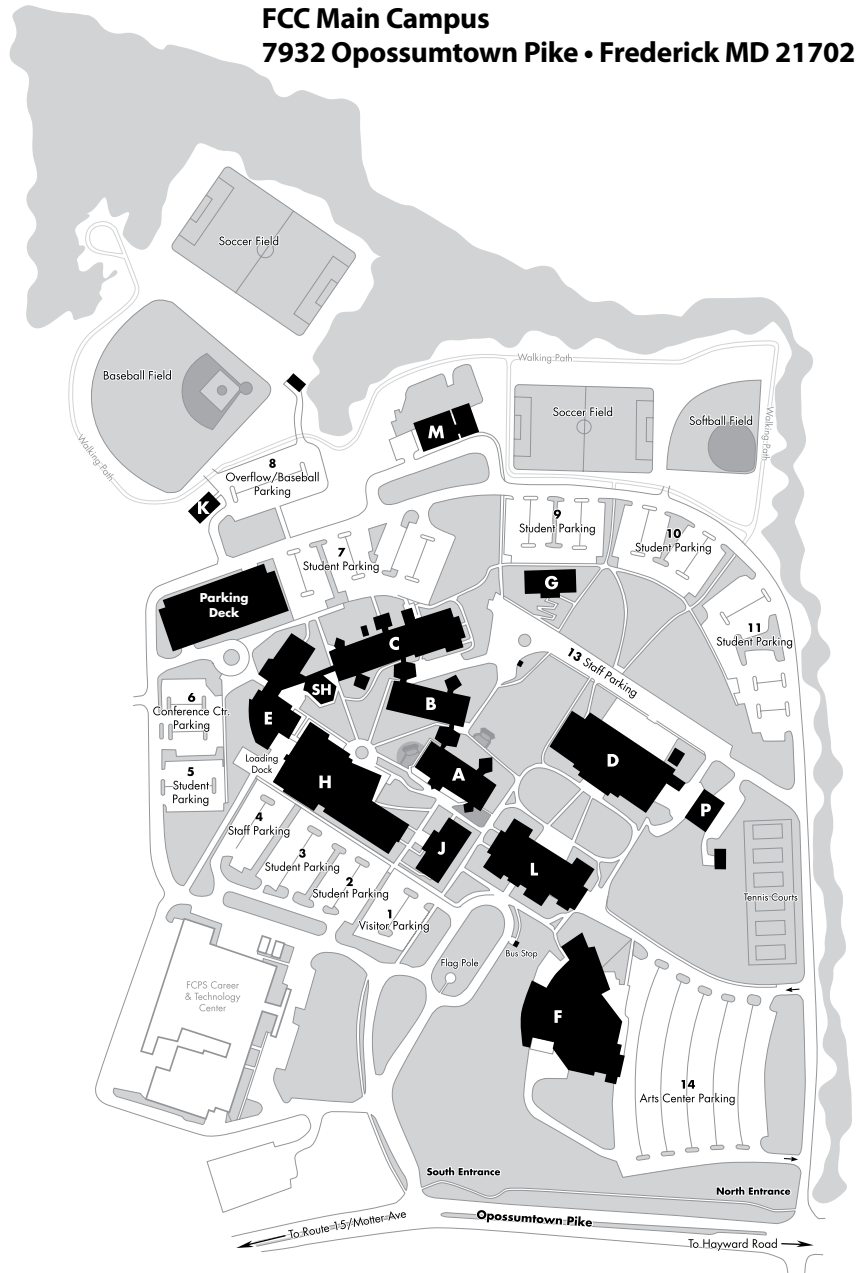 FCC Main Campus
7932 Opossumtown Pike • Frederick MD 21702
Soccer Field
Baseball Field
Walking Path
Walking Path
Soccer Field
Softball Field
Walking Path
M
8
Overflow/Baseball
Parking
K
9
Student Parking
10
Student Parking
7
Student Parking
G
Parking
Deck
11
Student Parking
C
13 Staff Parking
SH
B
6
Conference Ctr.
Parking
E
Loading
Dock
D
A
H
5
Student
Parking
P
4
Staff Parking
J
3
Student Parking
L
2
Student Parking
Tennis Courts
1
Visitor Parking
Bus Stop
Flag Pole
FCPS Career
& Technology
Center
F
14
Arts Center Parking
South Entrance
North Entrance
Opossumtown Pike
To Route 15/Motter Ave
To Hayward Road